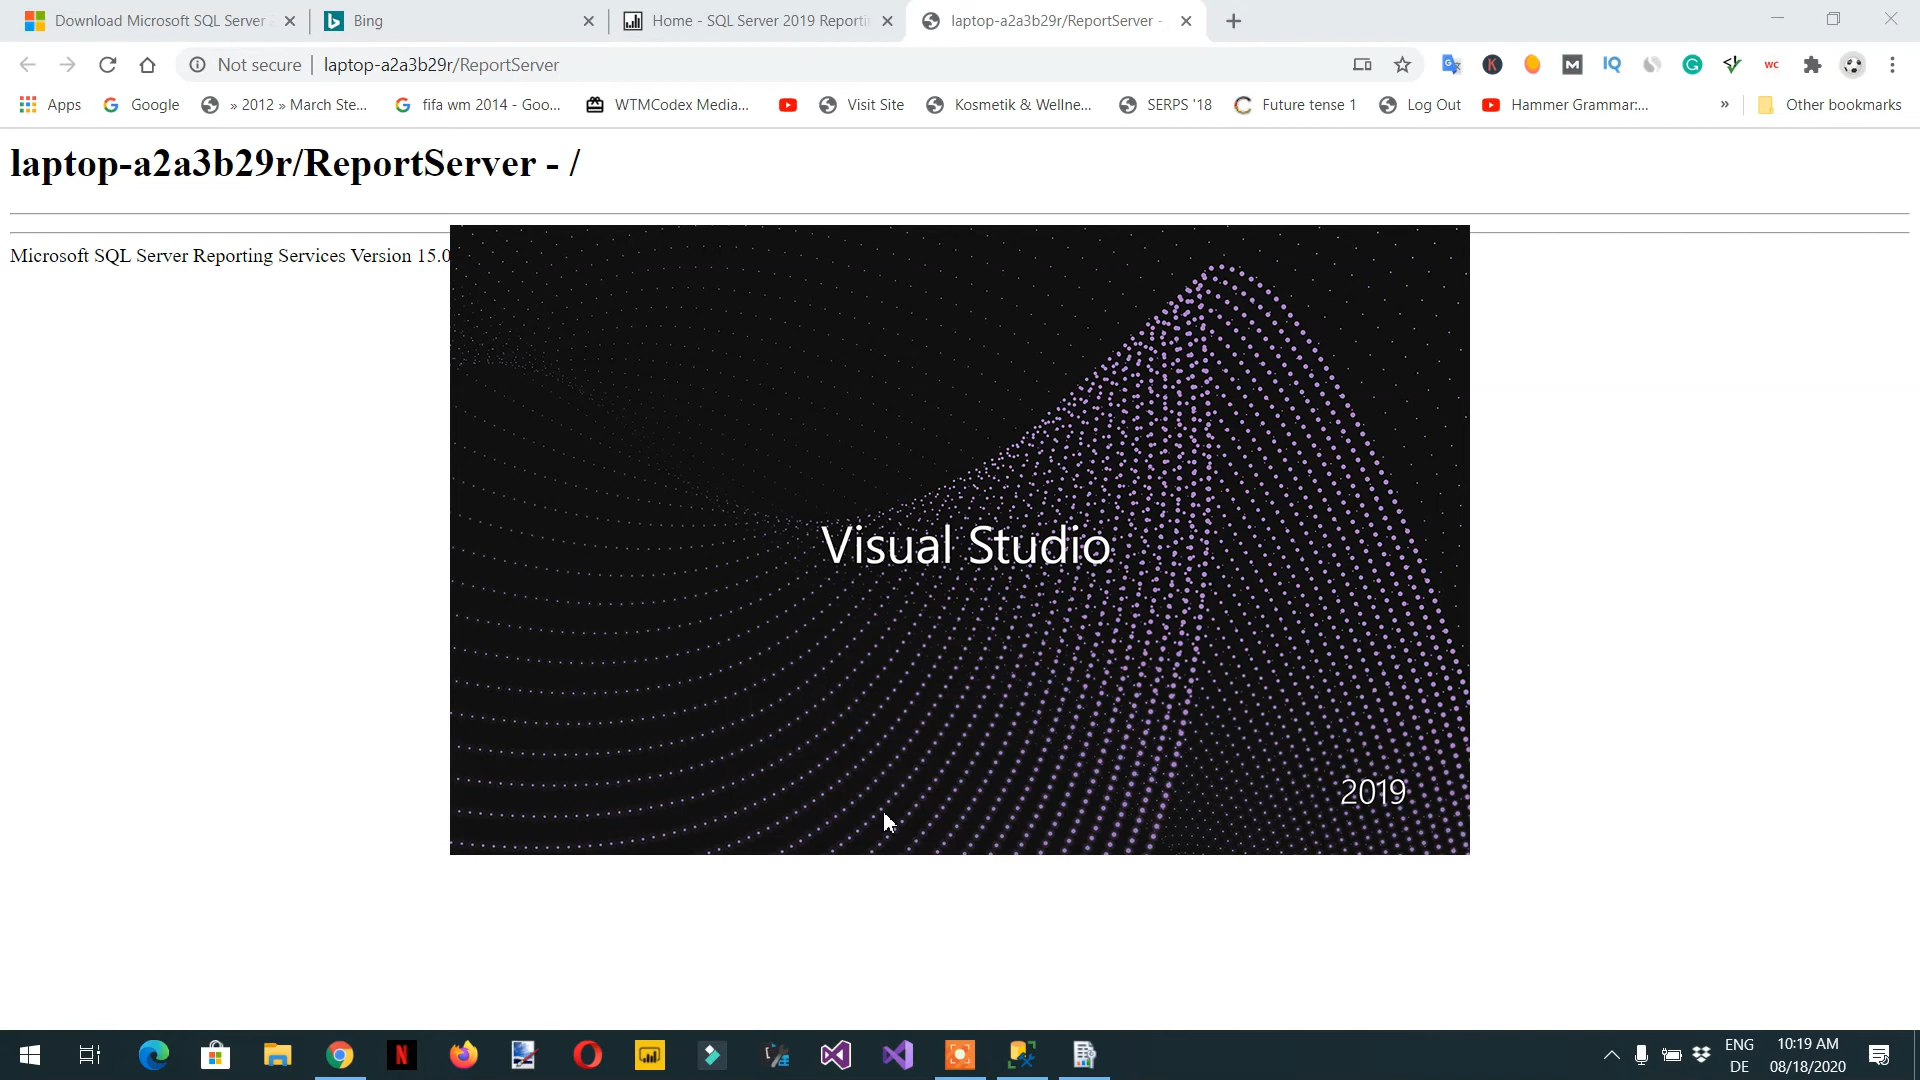 Download Microsoft SQL Server
Bing
Home - SQL Server 2019 Reporti
laptop-a2a3b29r/ReportServer -
Not secure
laptop-a2a3b29r/ReportServer
Apps
Google
» 2012 » March Ste...
fifa wm 2014 - Goo...
WTMCodex Media...
Visit Site
Kosmetik & Wellne...
SERPS '18
Future tense 1
Log Out
Hammer Grammar:...
»
Other bookmarks
laptop-a2a3b29r/ReportServer - /
Microsoft SQL Server Reporting Services Version 15.0
Visual Studio
2019
ENG
DE
10:19 AM
08/18/2020